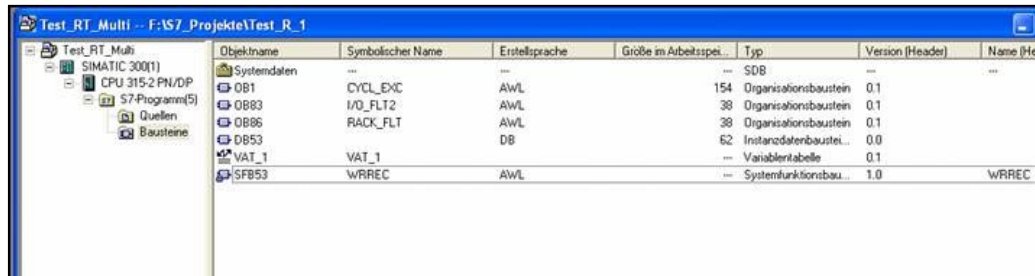 Test_RT_Multi -- F:\S7_Projekte\Test_R_1
Test_RT_Multi
SIMATIC 300(1)
CPU 315-2 PN/DP
S7-Programm(5)
Quellen
Bausteine
Objektname Symbolischer Name Erstellsprache Größe im Arbeitsspei... Typ Version (Header) Name (He
Systemdaten --- --- --- SDB --- ---
OB1 CYCL_EXC AWL 154 Organisationsbaustein 0.1
OB83 I/O_FLT2 AWL 38 Organisationsbaustein 0.1
OB86 RACK_FLT AWL 38 Organisationsbaustein 0.1
DB53 DB 62 Instanzdatenbaustei... 0.0
VAT_1 VAT_1 --- Variablentabelle 0.1
SFB53 WRREC AWL --- Systemfunktionsbau... 1.0 WRREC